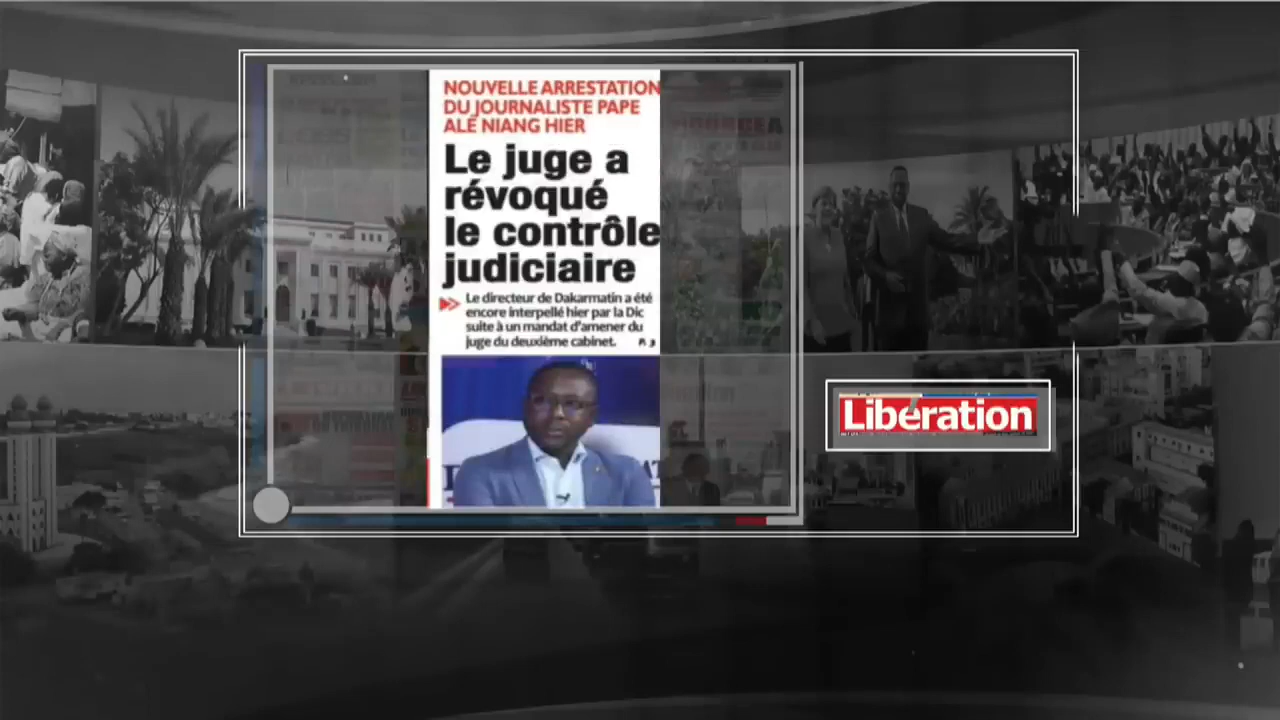 NOUVELLE ARRESTATION
DU JOURNALISTE PAPE
ALÉ NIANG HIER
Le juge a
révoqué
le contrôle
judiciaire
Le directeur de Dakarmatin a été
encore interpellé hier par la Dic
suite à un mandat d'amener du
juge du deuxième cabinet. P. 3
Libération